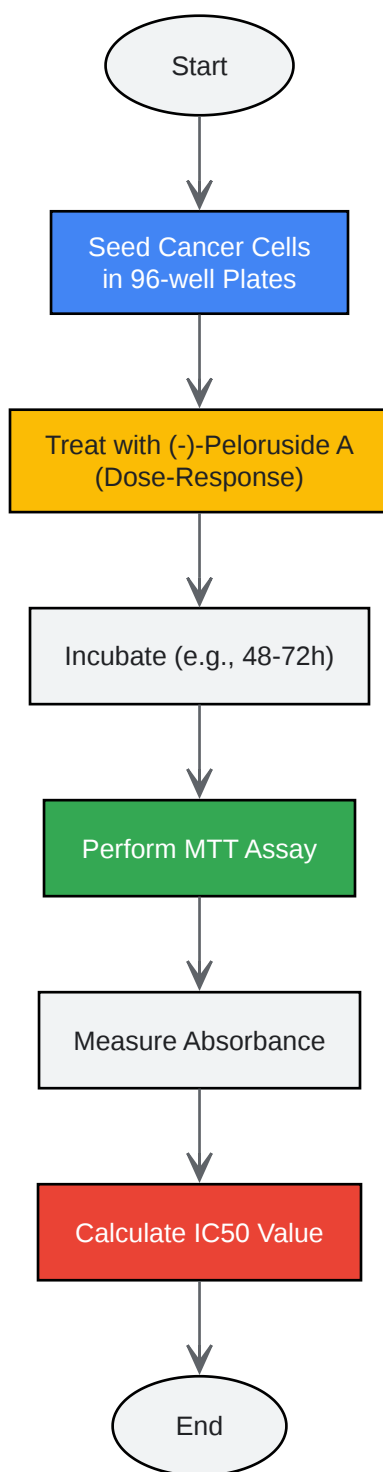 Start
Seed Cancer Cells
in 96-well Plates
Treat with (-)-Peloruside A
(Dose-Response)
Incubate (e.g., 48-72h)
Perform MTT Assay
Measure Absorbance
Calculate IC50 Value
End